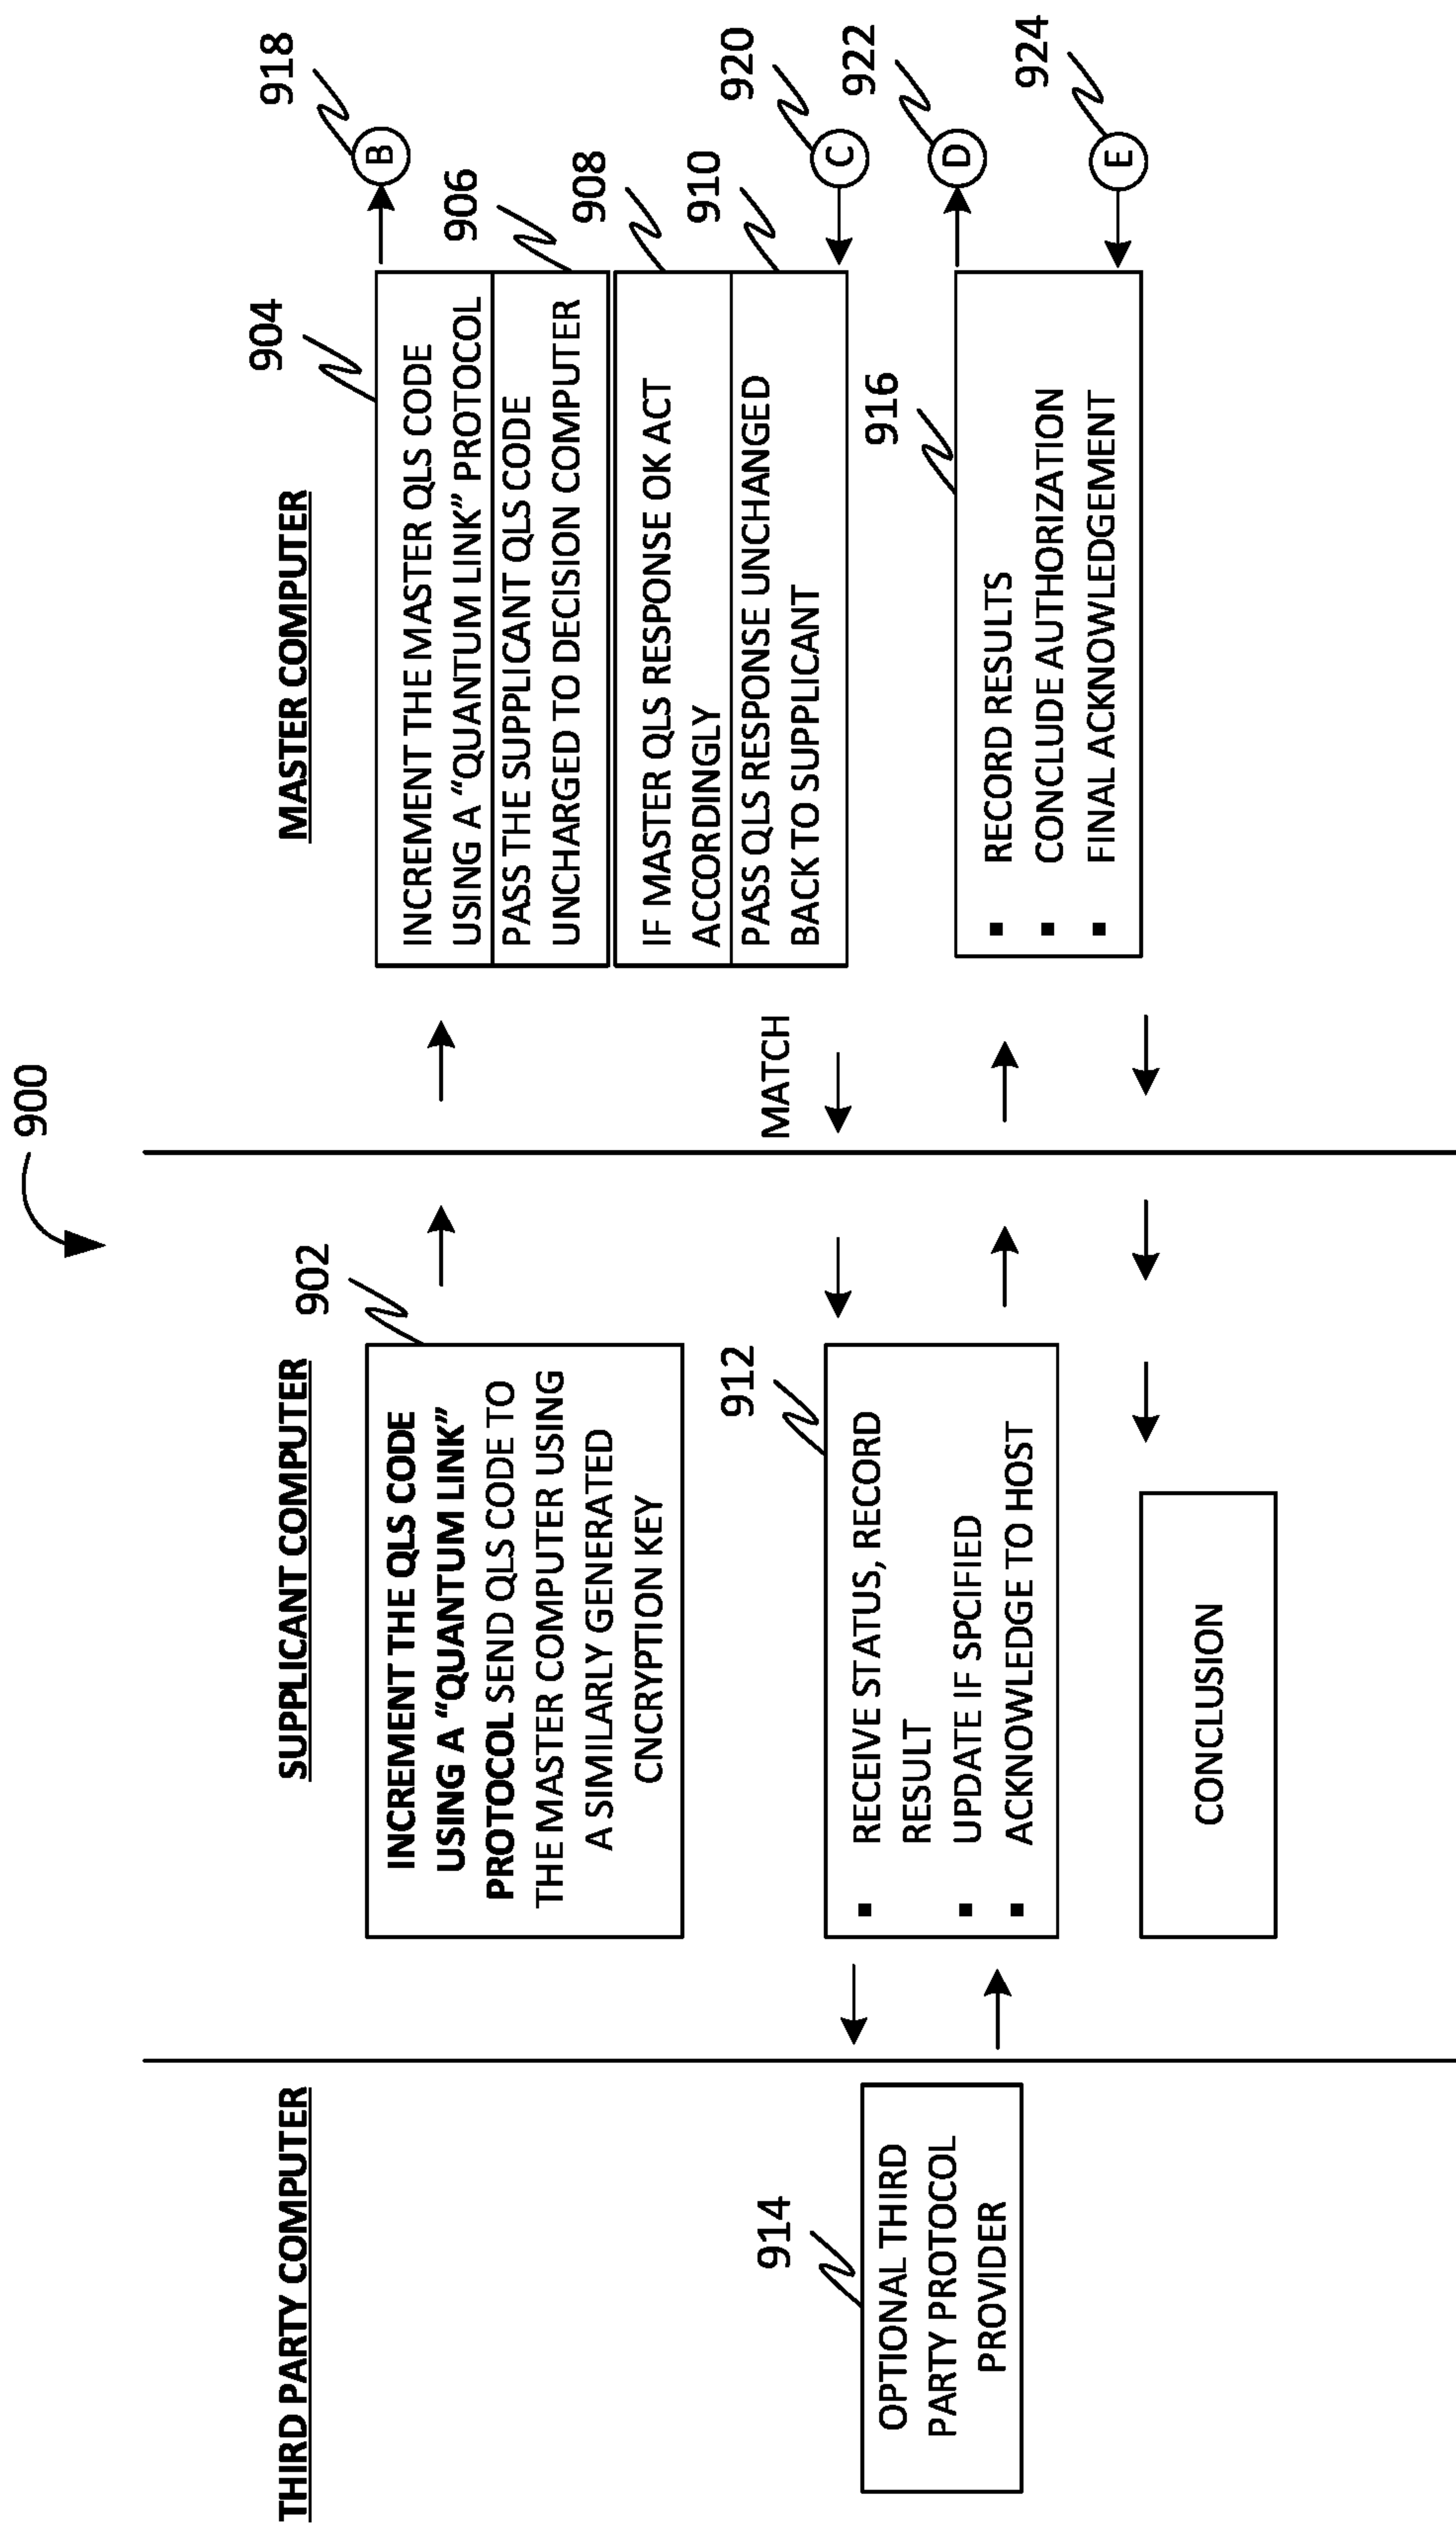 900
THIRD PARTY COMPUTER
SUPPLICANT COMPUTER
MASTER COMPUTER
902
INCREMENT THE QLS CODE
USING A “QUANTUM LINK”
PROTOCOL SEND QLS CODE TO
THE MASTER COMPUTER USING
A SIMILARLY GENERATED
CNCRYPTION KEY
904
INCREMENT THE MASTER QLS CODE
USING A “QUANTUM LINK” PROTOCOL
918
B
906
PASS THE SUPPLICANT QLS CODE
UNCHARGED TO DECISION COMPUTER
908
IF MASTER QLS RESPONSE OK ACT
ACCORDINGLY
910
PASS QLS RESPONSE UNCHANGED
BACK TO SUPPLICANT
920
C
MATCH
914
OPTIONAL THIRD
PARTY PROTOCOL
PROVIDER
912
▪ RECEIVE STATUS, RECORD
RESULT
▪ UPDATE IF SPCIFIED
▪ ACKNOWLEDGE TO HOST
916
▪ RECORD RESULTS
▪ CONCLUDE AUTHORIZATION
▪ FINAL ACKNOWLEDGEMENT
922
D
924
E
CONCLUSION